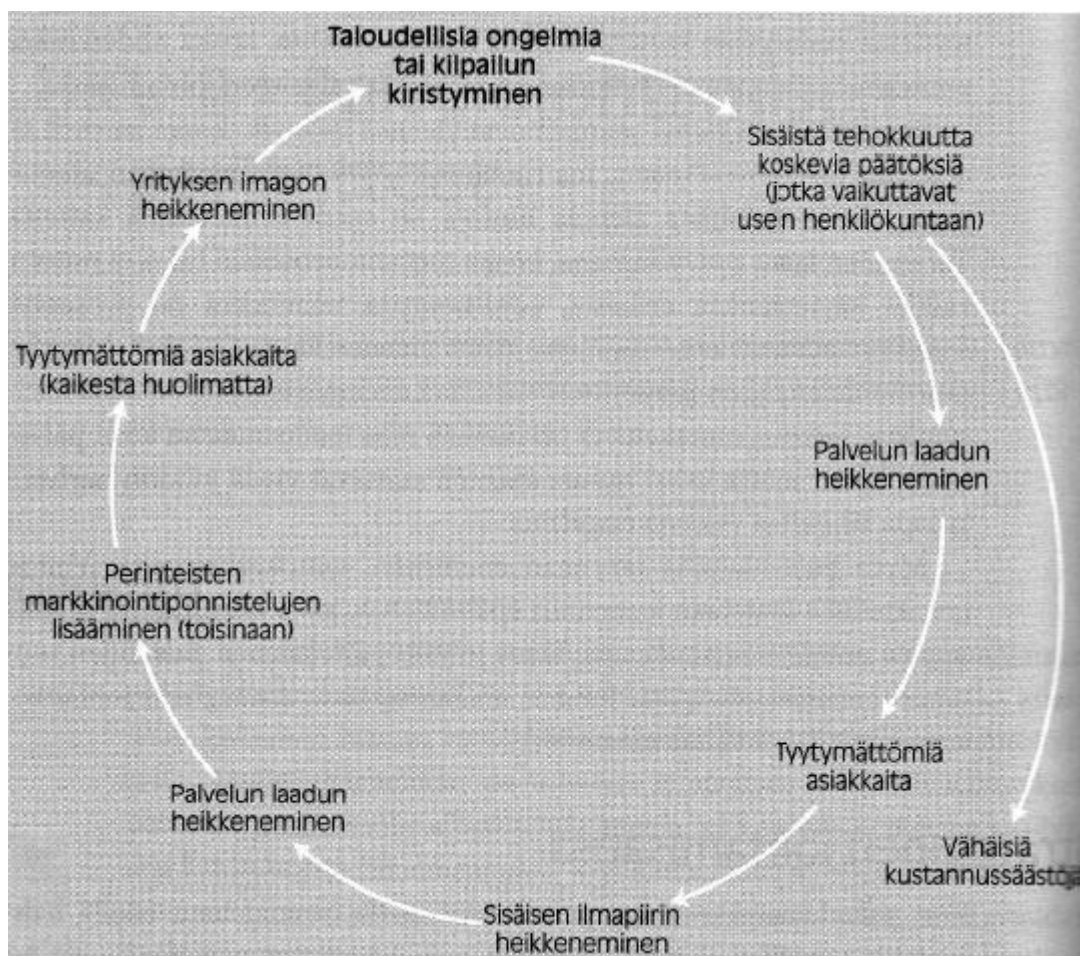 Taloudellisia ongelmia
tai kilpailun
kiristyminen
Sisäistä tehokkuutta
koskevia päätöksiä
(jotka vaikuttavat
usein henkilökuntaan)
Palvelun laadun
heikkeneminen
Tyytymättömiä
asiakkaita
Vähäisiä
kustannussäästöjä
Sisäisen ilmapiirin
heikkeneminen
Palvelun laadun
heikkeneminen
Perinteisten
markkinointiponnistelujen
lisääminen (toisinaan)
Tyytymättömiä asiakkaita
(kaikesta huolimatta)
Yrityksen imagon
heikkeneminen